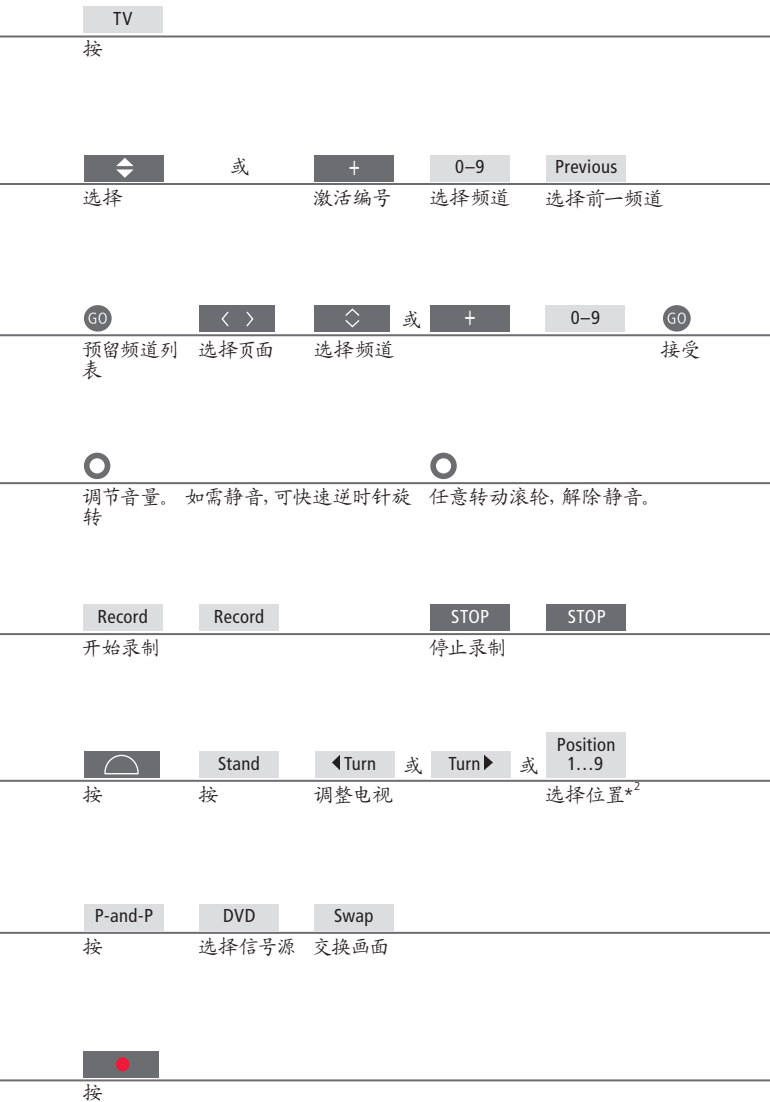 TV
按
或 + 0–9 Previous
选择 激活编号 选择频道 选择前一频道
GO 〈 〉 或 + 0–9 GO
预留频道列表 选择页面 选择频道 接受
调节音量。 如需静音,可快速逆时针旋转 任意转动滚轮,解除静音。
Record Record STOP STOP
开始录制 停止录制
Stand ◀Turn 或 Turn▶ 或 Position 1…9
按 按 调整电视 选择位置*²
P-and-P DVD Swap
按 选择信号源 交换画面
按